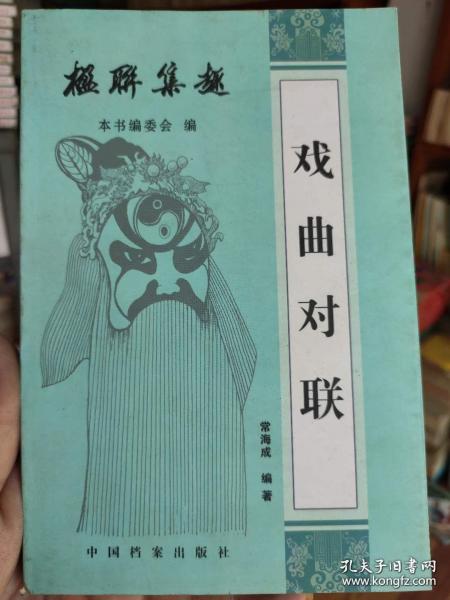 楹聯集趣
本书编委会 编
戏曲对联
常海成 编著
中国档案出版社
孔夫子旧书网
www.kongfz.com